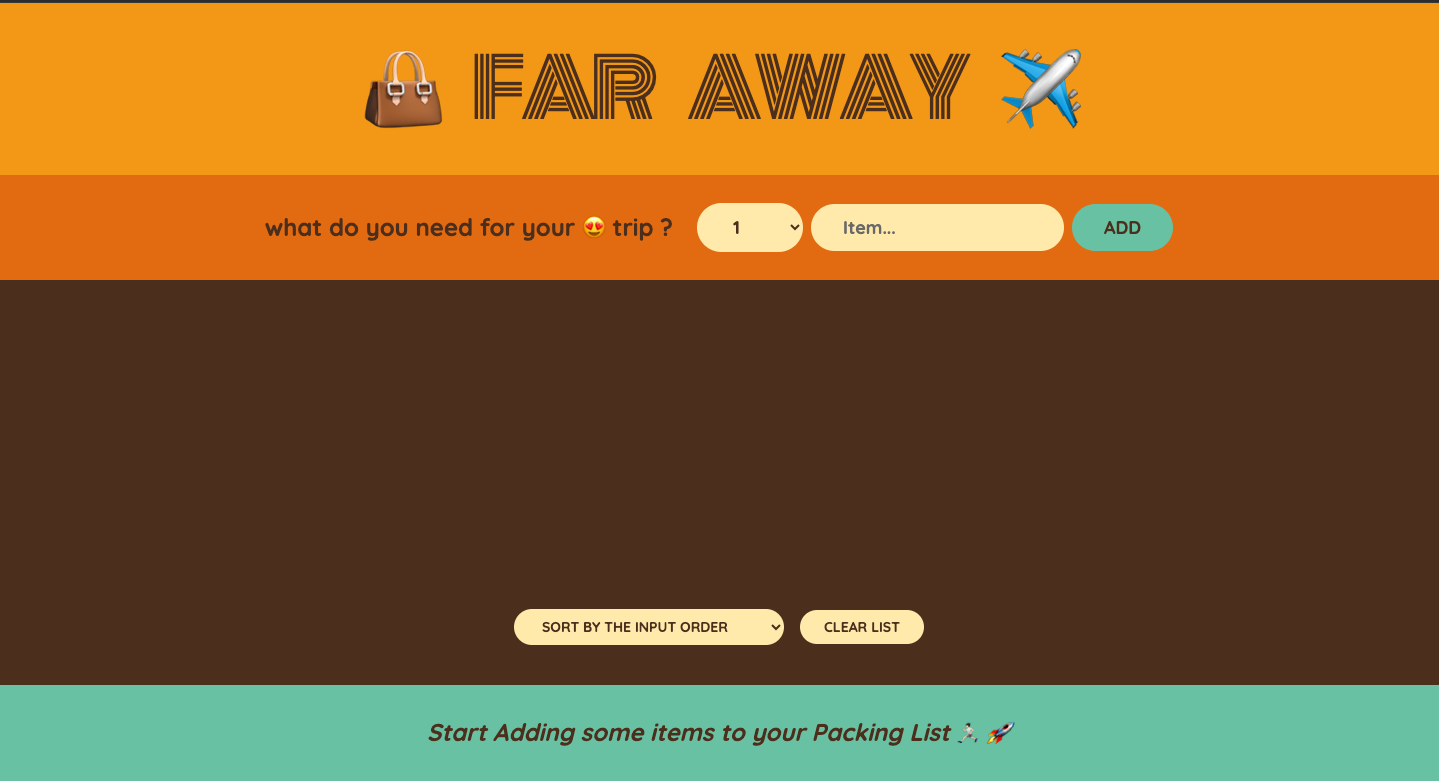 👜 FAR AWAY ✈️
what do you need for your 😍 trip ?
1
Item...
ADD
SORT BY THE INPUT ORDER
CLEAR LIST
Start Adding some items to your Packing List 🏃🏻 🚀